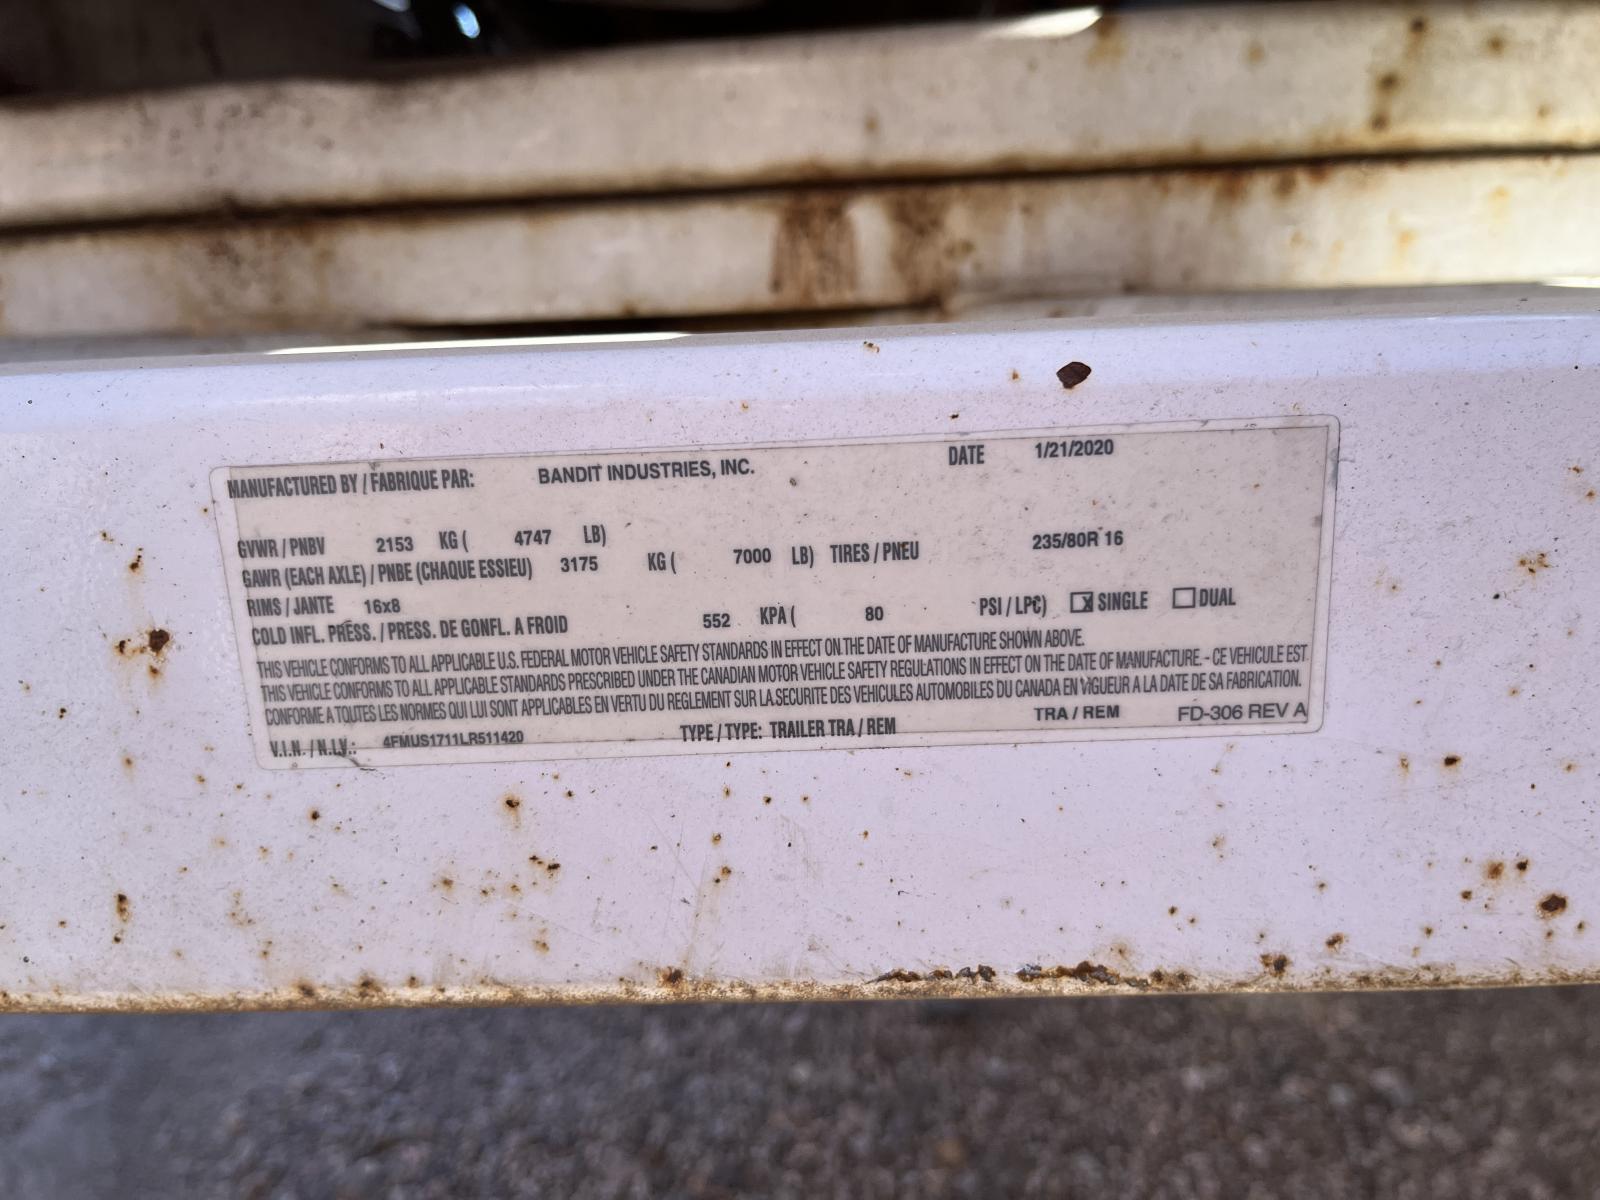 MANUFACTURED BY / FABRIQUE PAR: BANDIT INDUSTRIES, INC. DATE 1/21/2020
GVWR / PNBV 2153 KG ( 4747 LB)
GAWR (EACH AXLE) / PNBE (CHAQUE ESSIEU) 3175 KG ( 7000 LB) TIRES / PNEU 235/80R 16
RIMS / JANTE 16x8
COLD INFL. PRESS. / PRESS. DE GONFL. A FROID 552 KPA ( 80 PSI / LPC) X SINGLE DUAL
THIS VEHICLE CONFORMS TO ALL APPLICABLE U.S. FEDERAL MOTOR VEHICLE SAFETY STANDARDS IN EFFECT ON THE DATE OF MANUFACTURE SHOWN ABOVE.
THIS VEHICLE CONFORMS TO ALL APPLICABLE STANDARDS PRESCRIBED UNDER THE CANADIAN MOTOR VEHICLE SAFETY REGULATIONS IN EFFECT ON THE DATE OF MANUFACTURE. - CE VEHICULE EST
CONFORME A TOUTES LES NORMES QUI LUI SONT APPLICABLES EN VERTU DU REGLEMENT SUR LA SECURITE DES VEHICULES AUTOMOBILES DU CANADA EN VIGUEUR A LA DATE DE SA FABRICATION.
V.I.N. / N.I.V.: 4FMUS1711LR511420 TYPE / TYPE: TRAILER TRA / REM TRA / REM FD-306 REV A